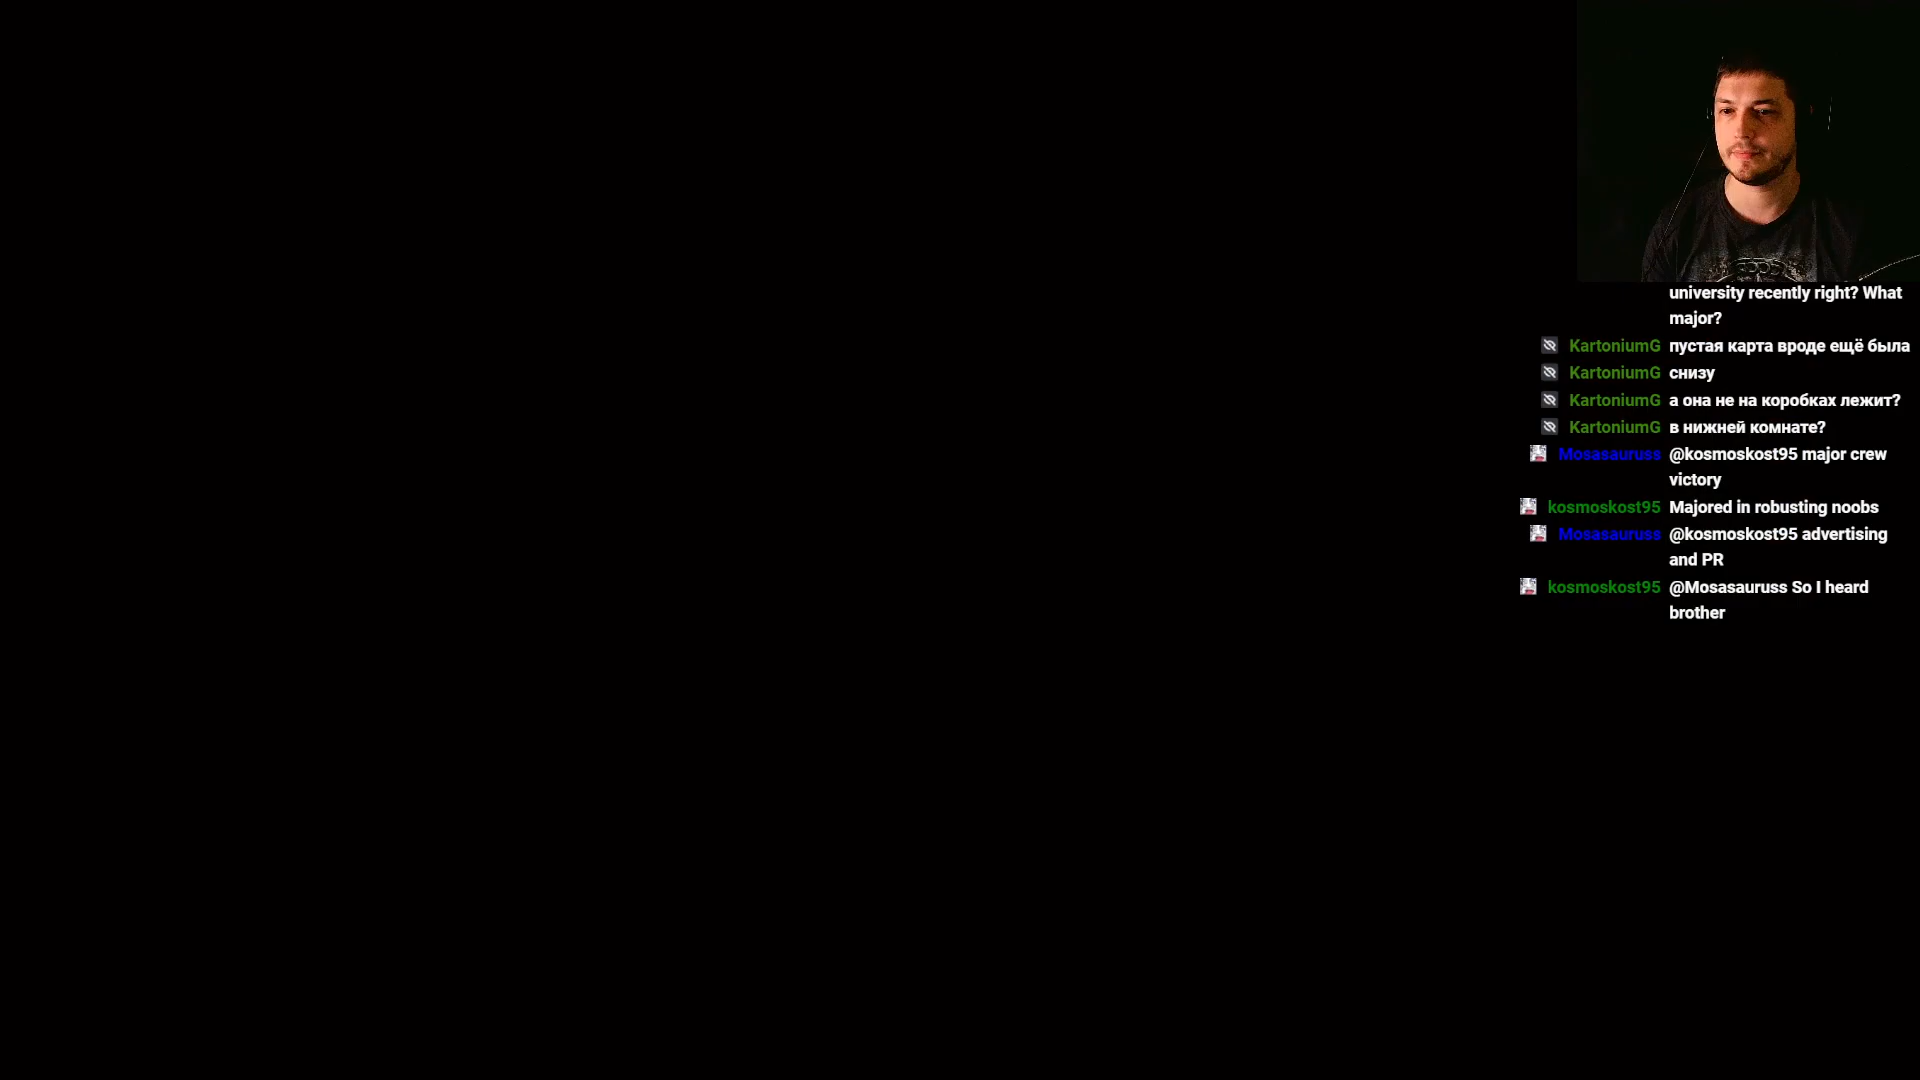 university recently right? What
major?
KartoniumG пустая карта вроде ещё была
KartoniumG снизу
KartoniumG а она не на коробках лежит?
KartoniumG в нижней комнате?
Mosasauruss @kosmoskost95 major crew
victory
kosmoskost95 Majored in robusting noobs
Mosasauruss @kosmoskost95 advertising
and PR
kosmoskost95 @Mosasauruss So I heard
brother